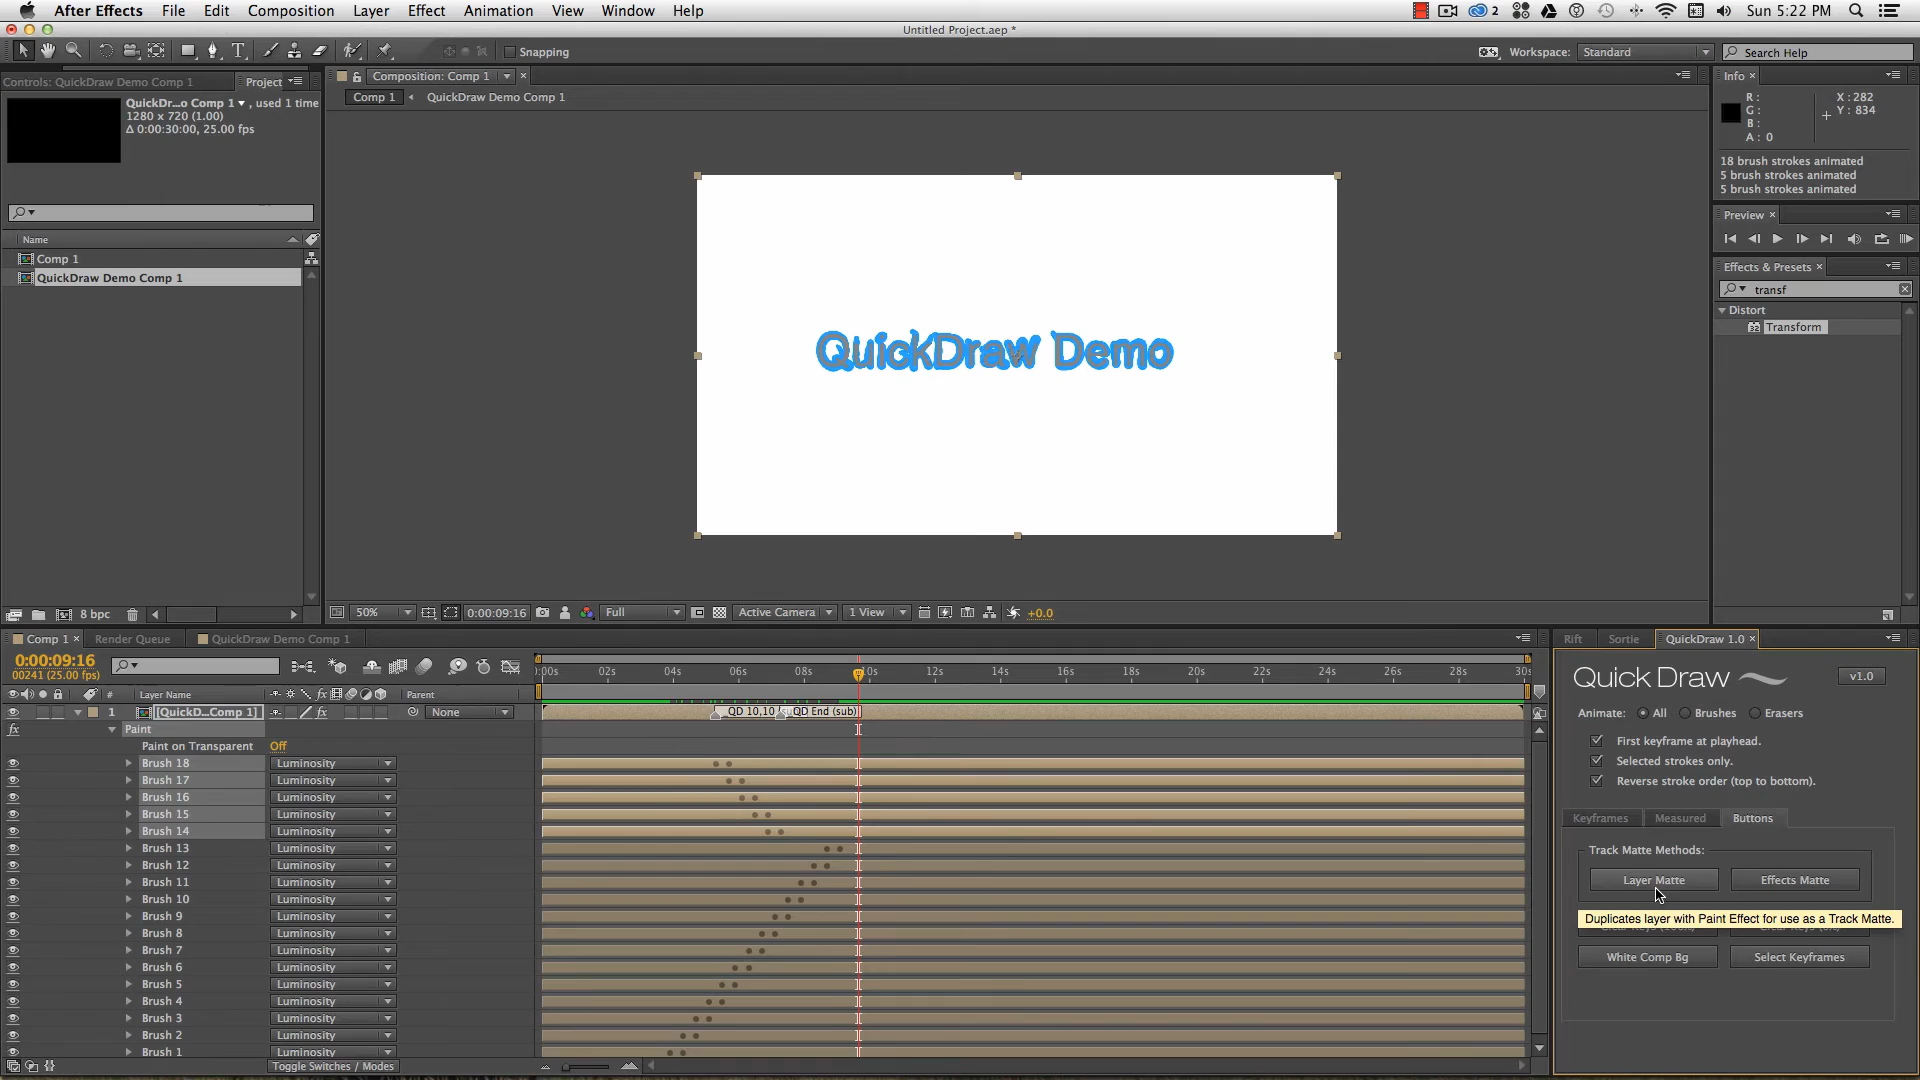 After Effects File Edit Composition Layer Effect Animation View Window Help 2 Sun 5:22 PM
Untitled Project.aep *
Snapping Workspace: Standard Search Help
Controls: QuickDraw Demo Comp 1 Project Composition: Comp 1 Info
Comp 1 QuickDraw Demo Comp 1
QuickDr...o Comp 1 , used 1 time
1280 x 720 (1.00)
Δ 0:00:30:00, 25.00 fps
R :
G :
B :
A : 0
X : 282
Y : 834
18 brush strokes animated
5 brush strokes animated
5 brush strokes animated
Preview
Effects & Presets
transf
Distort
Transform
Name
Comp 1
QuickDraw Demo Comp 1
QuickDraw Demo
8 bpc 50% 0:00:09:16 Full Active Camera 1 View +0.0
Comp 1 Render Queue QuickDraw Demo Comp 1 Rift Sortie QuickDraw 1.0
0:00:09:16
00241 (25.00 fps)
:00s 02s 04s 06s 08s 0s 12s 14s 16s 18s 20s 22s 24s 26s 28s 30s
# Layer Name Parent
1 [QuickD...Comp 1] None QD 10,10 QD End (sub)
Paint
Paint on Transparent Off
Brush 18 Luminosity
Brush 17 Luminosity
Brush 16 Luminosity
Brush 15 Luminosity
Brush 14 Luminosity
Brush 13 Luminosity
Brush 12 Luminosity
Brush 11 Luminosity
Brush 10 Luminosity
Brush 9 Luminosity
Brush 8 Luminosity
Brush 7 Luminosity
Brush 6 Luminosity
Brush 5 Luminosity
Brush 4 Luminosity
Brush 3 Luminosity
Brush 2 Luminosity
Brush 1 Luminosity
Toggle Switches / Modes
Quick Draw v1.0
Animate: All Brushes Erasers
First keyframe at playhead.
Selected strokes only.
Reverse stroke order (top to bottom).
Keyframes Measured Buttons
Track Matte Methods:
Layer Matte Effects Matte
Duplicates layer with Paint Effect for use as a Track Matte.
White Comp Bg Select Keyframes